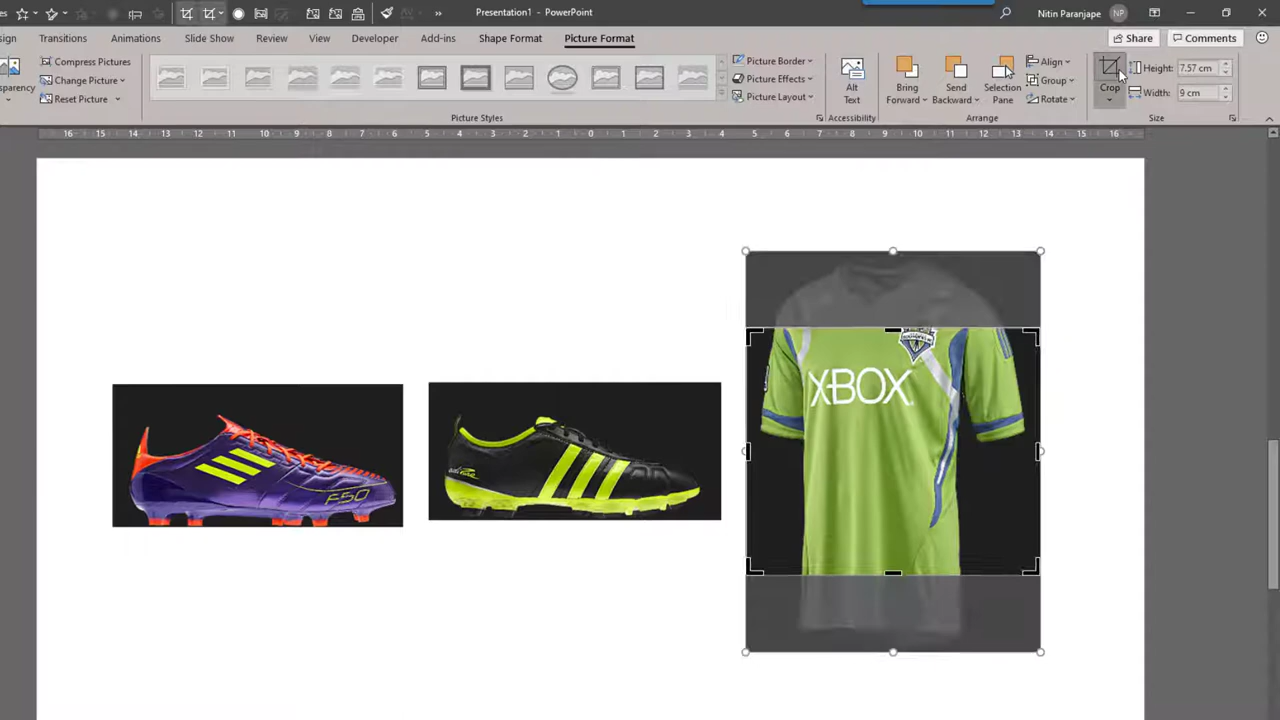 Presentation1 - PowerPoint
Nitin Paranjape
NP
sign
Transitions
Animations
Slide Show
Review
View
Developer
Add-ins
Shape Format
Picture Format
Share
Comments
sparency
Compress Pictures
Change Picture
Reset Picture
Picture Border
Picture Effects
Picture Layout
Alt
Text
Bring
Forward
Send
Backward
Selection
Pane
Align
Group
Rotate
Crop
Height: 7.57 cm
Width: 9 cm
Picture Styles
Accessibility
Arrange
Size
16 15 14 13 12 11 10 9 8 7 6 5 4 3 2 1 0 1 2 3 4 5 6 7 8 9 10 11 12 13 14 15 16
XBOX
F50